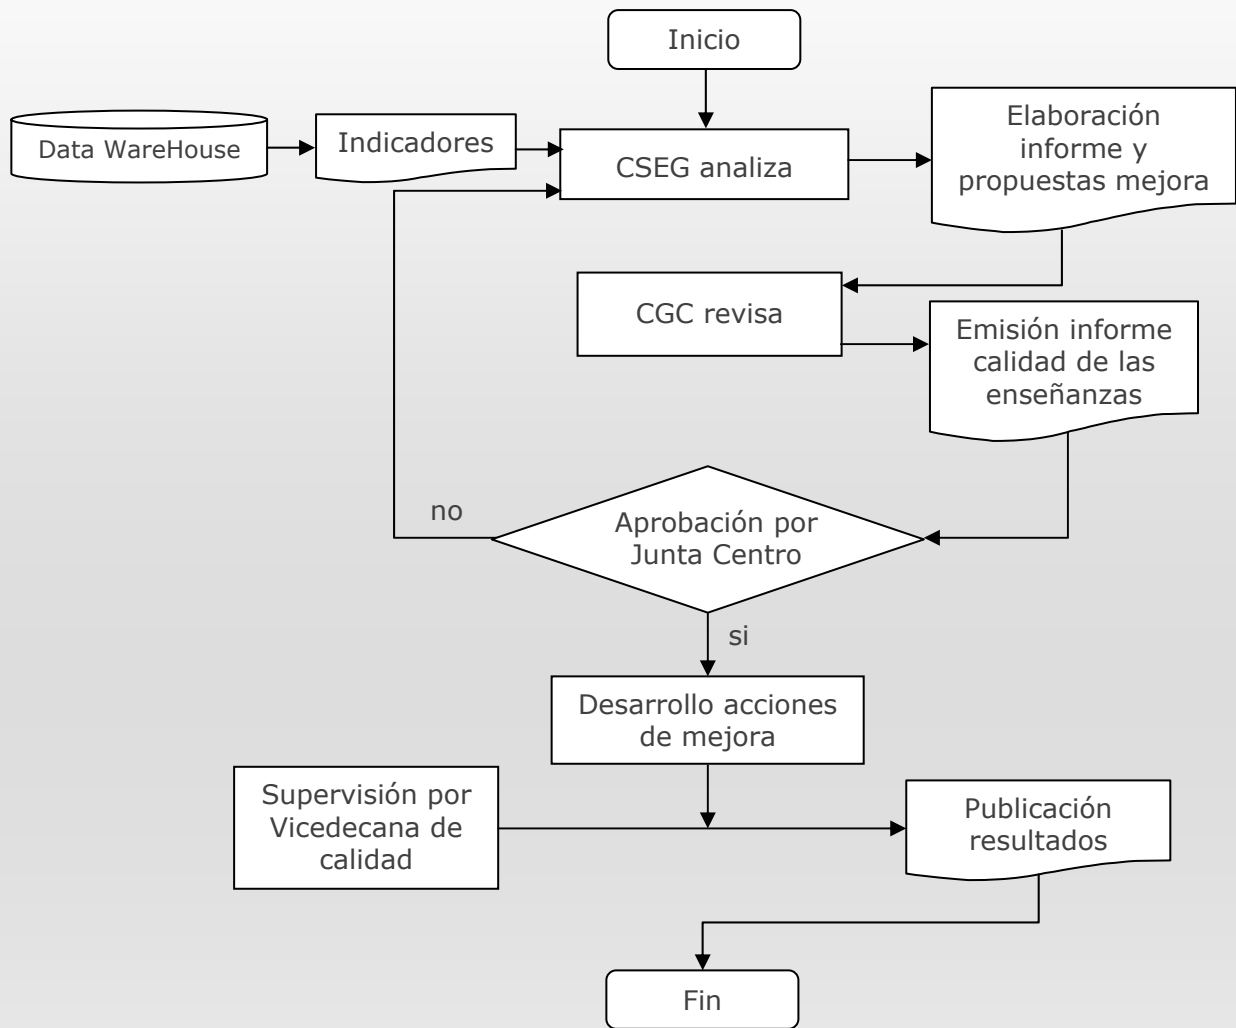 Inicio
Data WareHouse
Indicadores
CSEG analiza
Elaboración
informe y
propuestas mejora
CGC revisa
Emisión informe
calidad de las
enseñanzas
no
Aprobación por
Junta Centro
si
Desarrollo acciones
de mejora
Supervisión por
Vicedecana de
calidad
Publicación
resultados
Fin